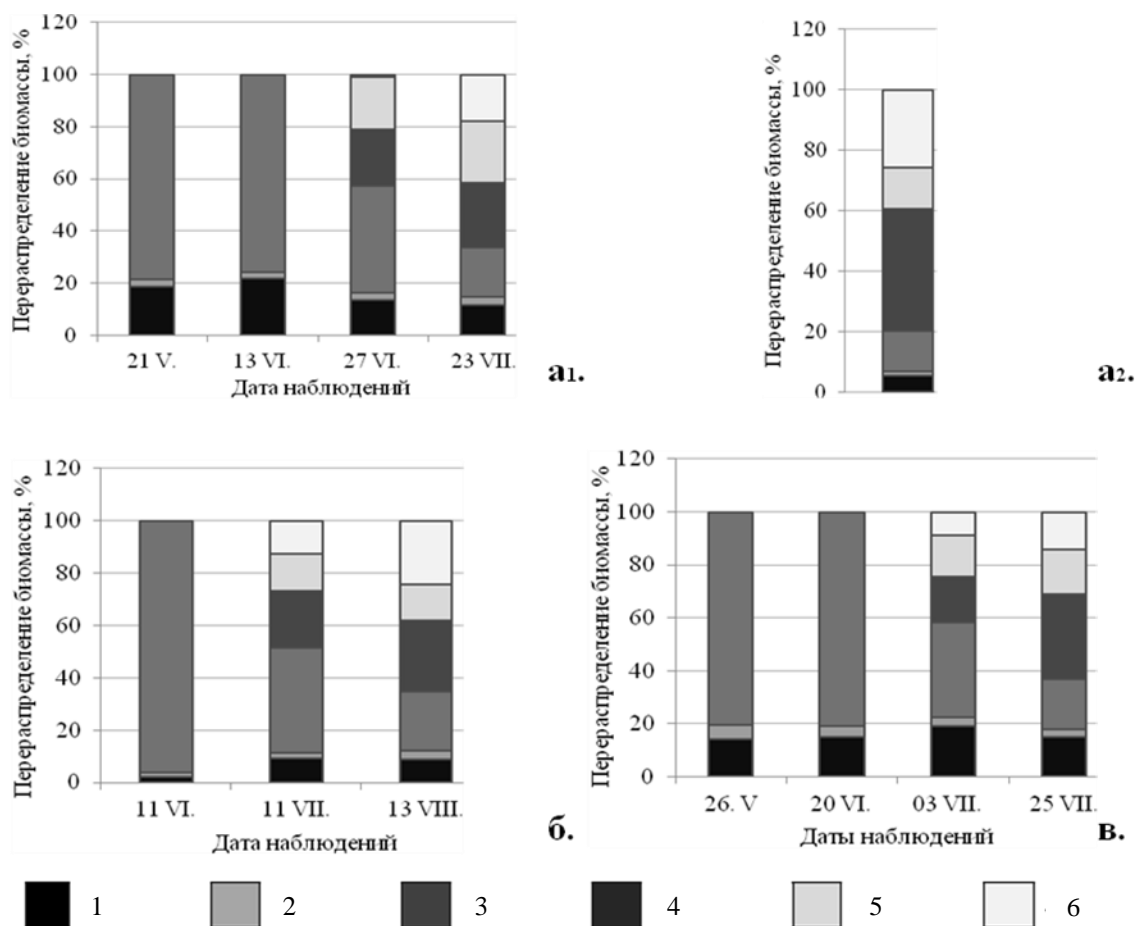 Перераспределение биомассы, %
120
100
80
60
40
20
0
21 V.
13 VI.
27 VI.
23 VII.
Дата наблюдений
а1.
Перераспределение биомассы, %
120
100
80
60
40
20
0
а2.
Перераспределение биомассы, %
120
100
80
60
40
20
0
11 VI.
11 VII.
13 VIII.
Дата наблюдений
б.
Перераспределение биомассы, %
120
100
80
60
40
20
0
26. V
20 VI.
03 VII.
25 VII.
Даты наблюдений
в.
1 2 3 4 5 6